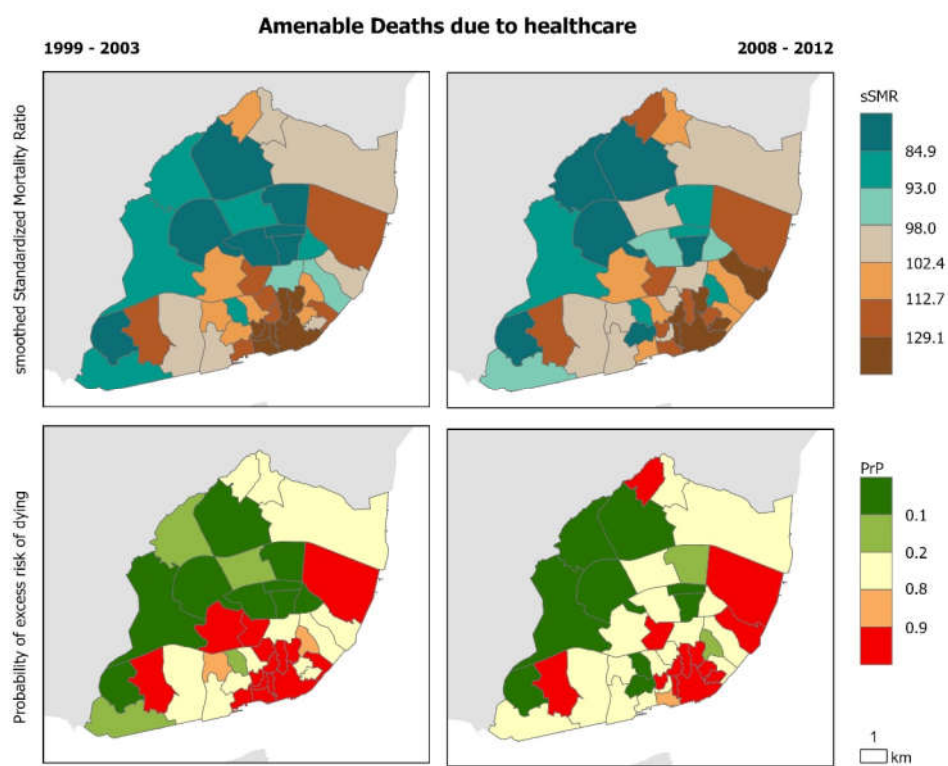 Amenable Deaths due to healthcare
1999 - 2003
2008 - 2012
smoothed Standardized Mortality Ratio
sSMR
84.9
93.0
98.0
102.4
112.7
129.1
Probability of excess risk of dying
PrP
0.1
0.2
0.8
0.9
1
km